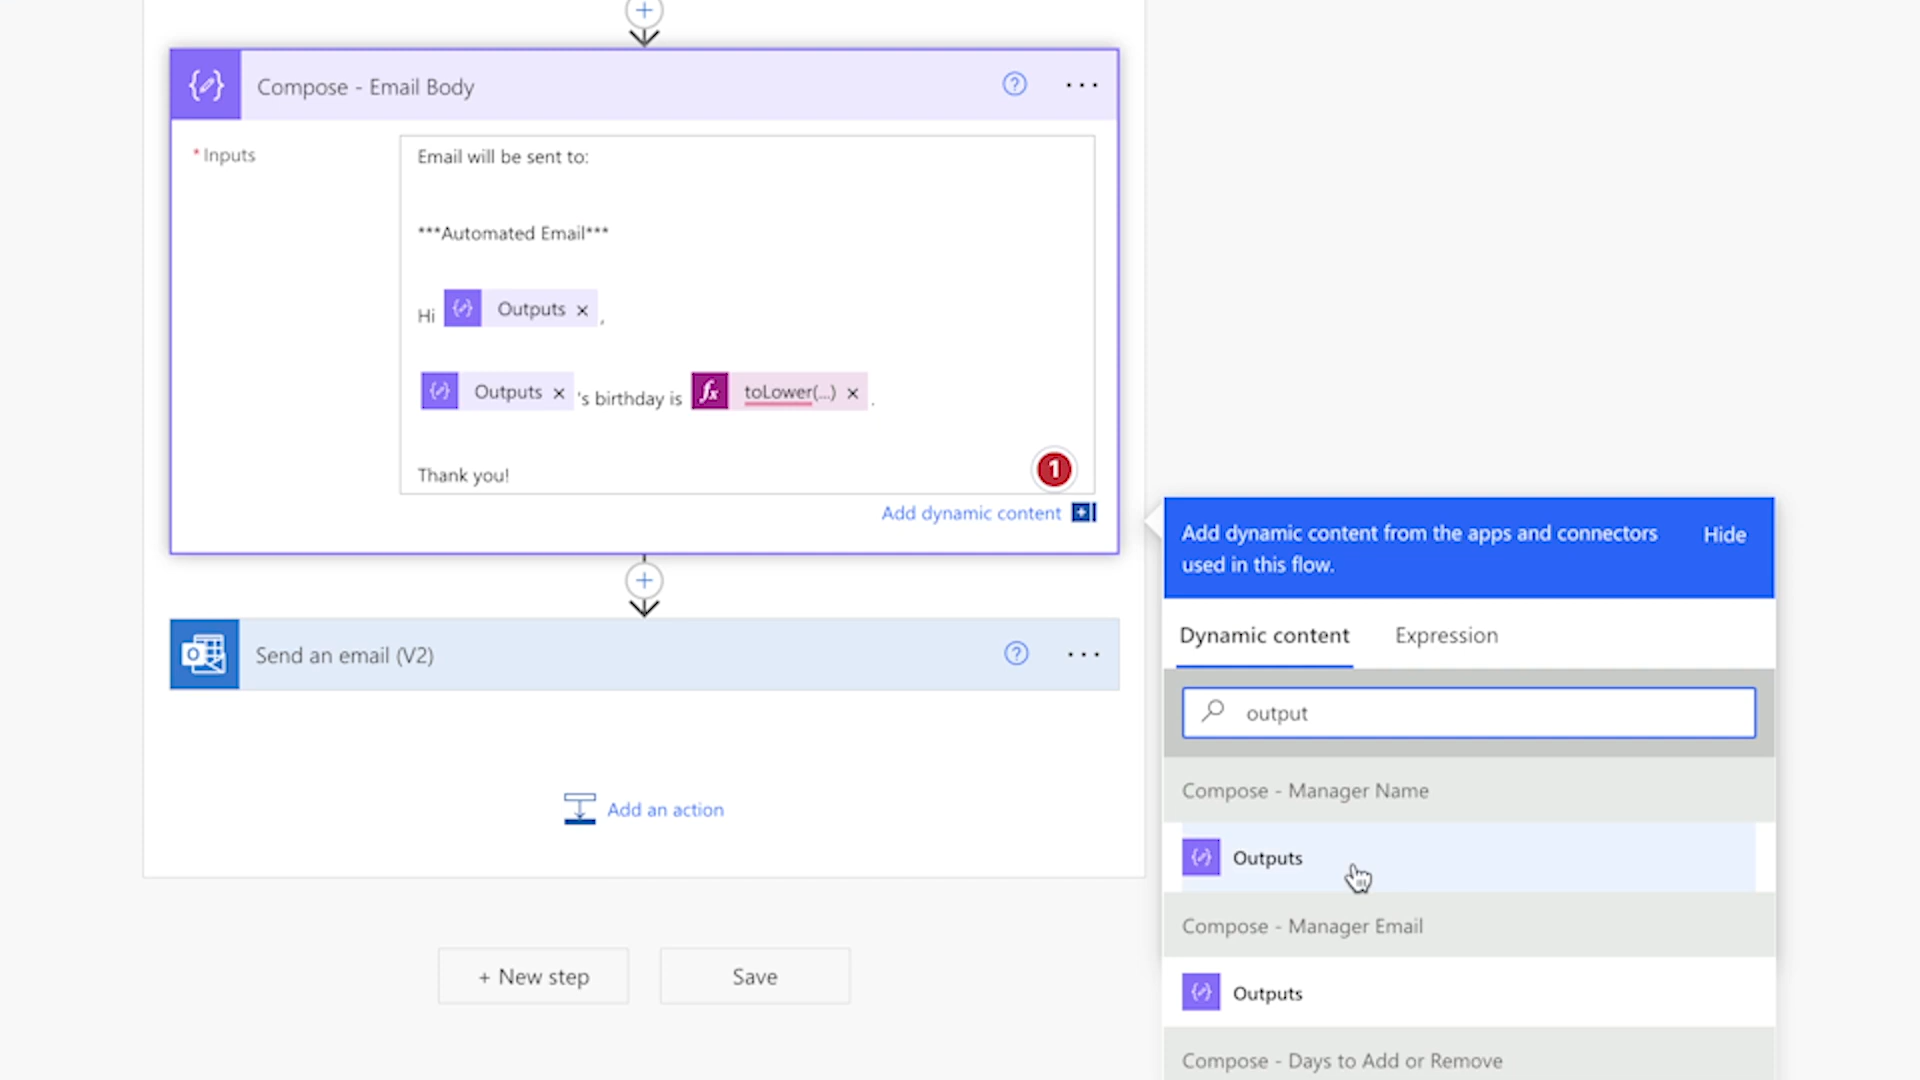 Compose - Email Body
* Inputs
Email will be sent to:
***Automated Email***
Hi Outputs × ,
Outputs × 's birthday is fx toLower(...) × .
Thank you!
1
Add dynamic content
Send an email (V2)
Add an action
+ New step
Save
Add dynamic content from the apps and connectors
used in this flow.
Hide
Dynamic content
Expression
output
Compose - Manager Name
Outputs
Compose - Manager Email
Outputs
Compose - Days to Add or Remove